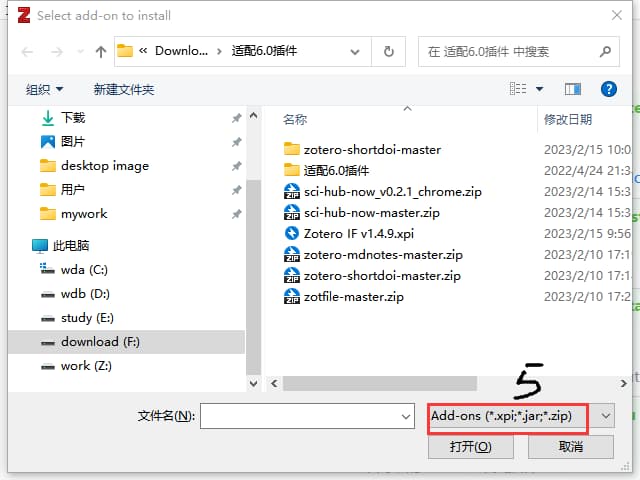 Select add-on to install
« Downlo... › 适配6.0插件
在 适配6.0插件 中搜索
组织 新建文件夹
下载
图片
desktop image
用户
mywork
此电脑
wda (C:)
wdb (D:)
study (E:)
download (F:)
work (Z:)
名称 修改日期
zotero-shortdoi-master 2023/2/15 10:0
适配6.0插件 2022/4/24 21:3
sci-hub-now_v0.2.1_chrome.zip 2023/2/14 15:3
sci-hub-now-master.zip 2023/2/14 15:3
Zotero IF v1.4.9.xpi 2023/2/15 9:56
zotero-mdnotes-master.zip 2023/2/10 17:1
zotero-shortdoi-master.zip 2023/2/10 17:1
zotfile-master.zip 2023/2/10 17:2
5
文件名(N): Add-ons (*.xpi;*.jar;*.zip)
打开(O) 取消